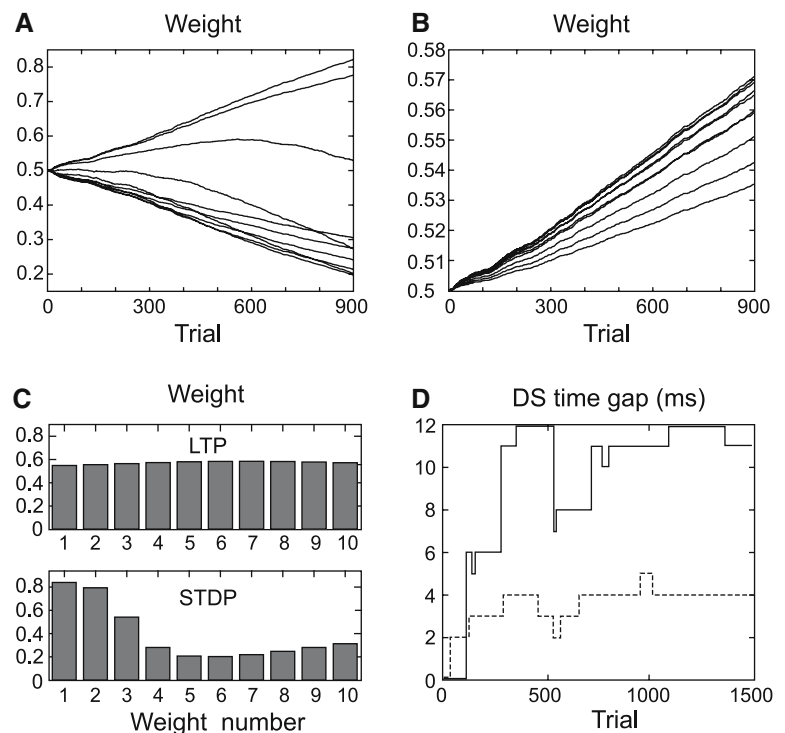 A
Weight
0.8
0.7
0.6
0.5
0.4
0.3
0.2
0 300 600 900
Trial
B
Weight
0.58
0.57
0.56
0.55
0.54
0.53
0.52
0.51
0.5
0 300 600 900
Trial
C
Weight
LTP
0.8
0.6
0.4
0.2
0
1 2 3 4 5 6 7 8 9 10
STDP
0.8
0.6
0.4
0.2
0
1 2 3 4 5 6 7 8 9 10
Weight number
D
DS time gap (ms)
12
10
8
6
4
2
0
0 500 1000 1500
Trial